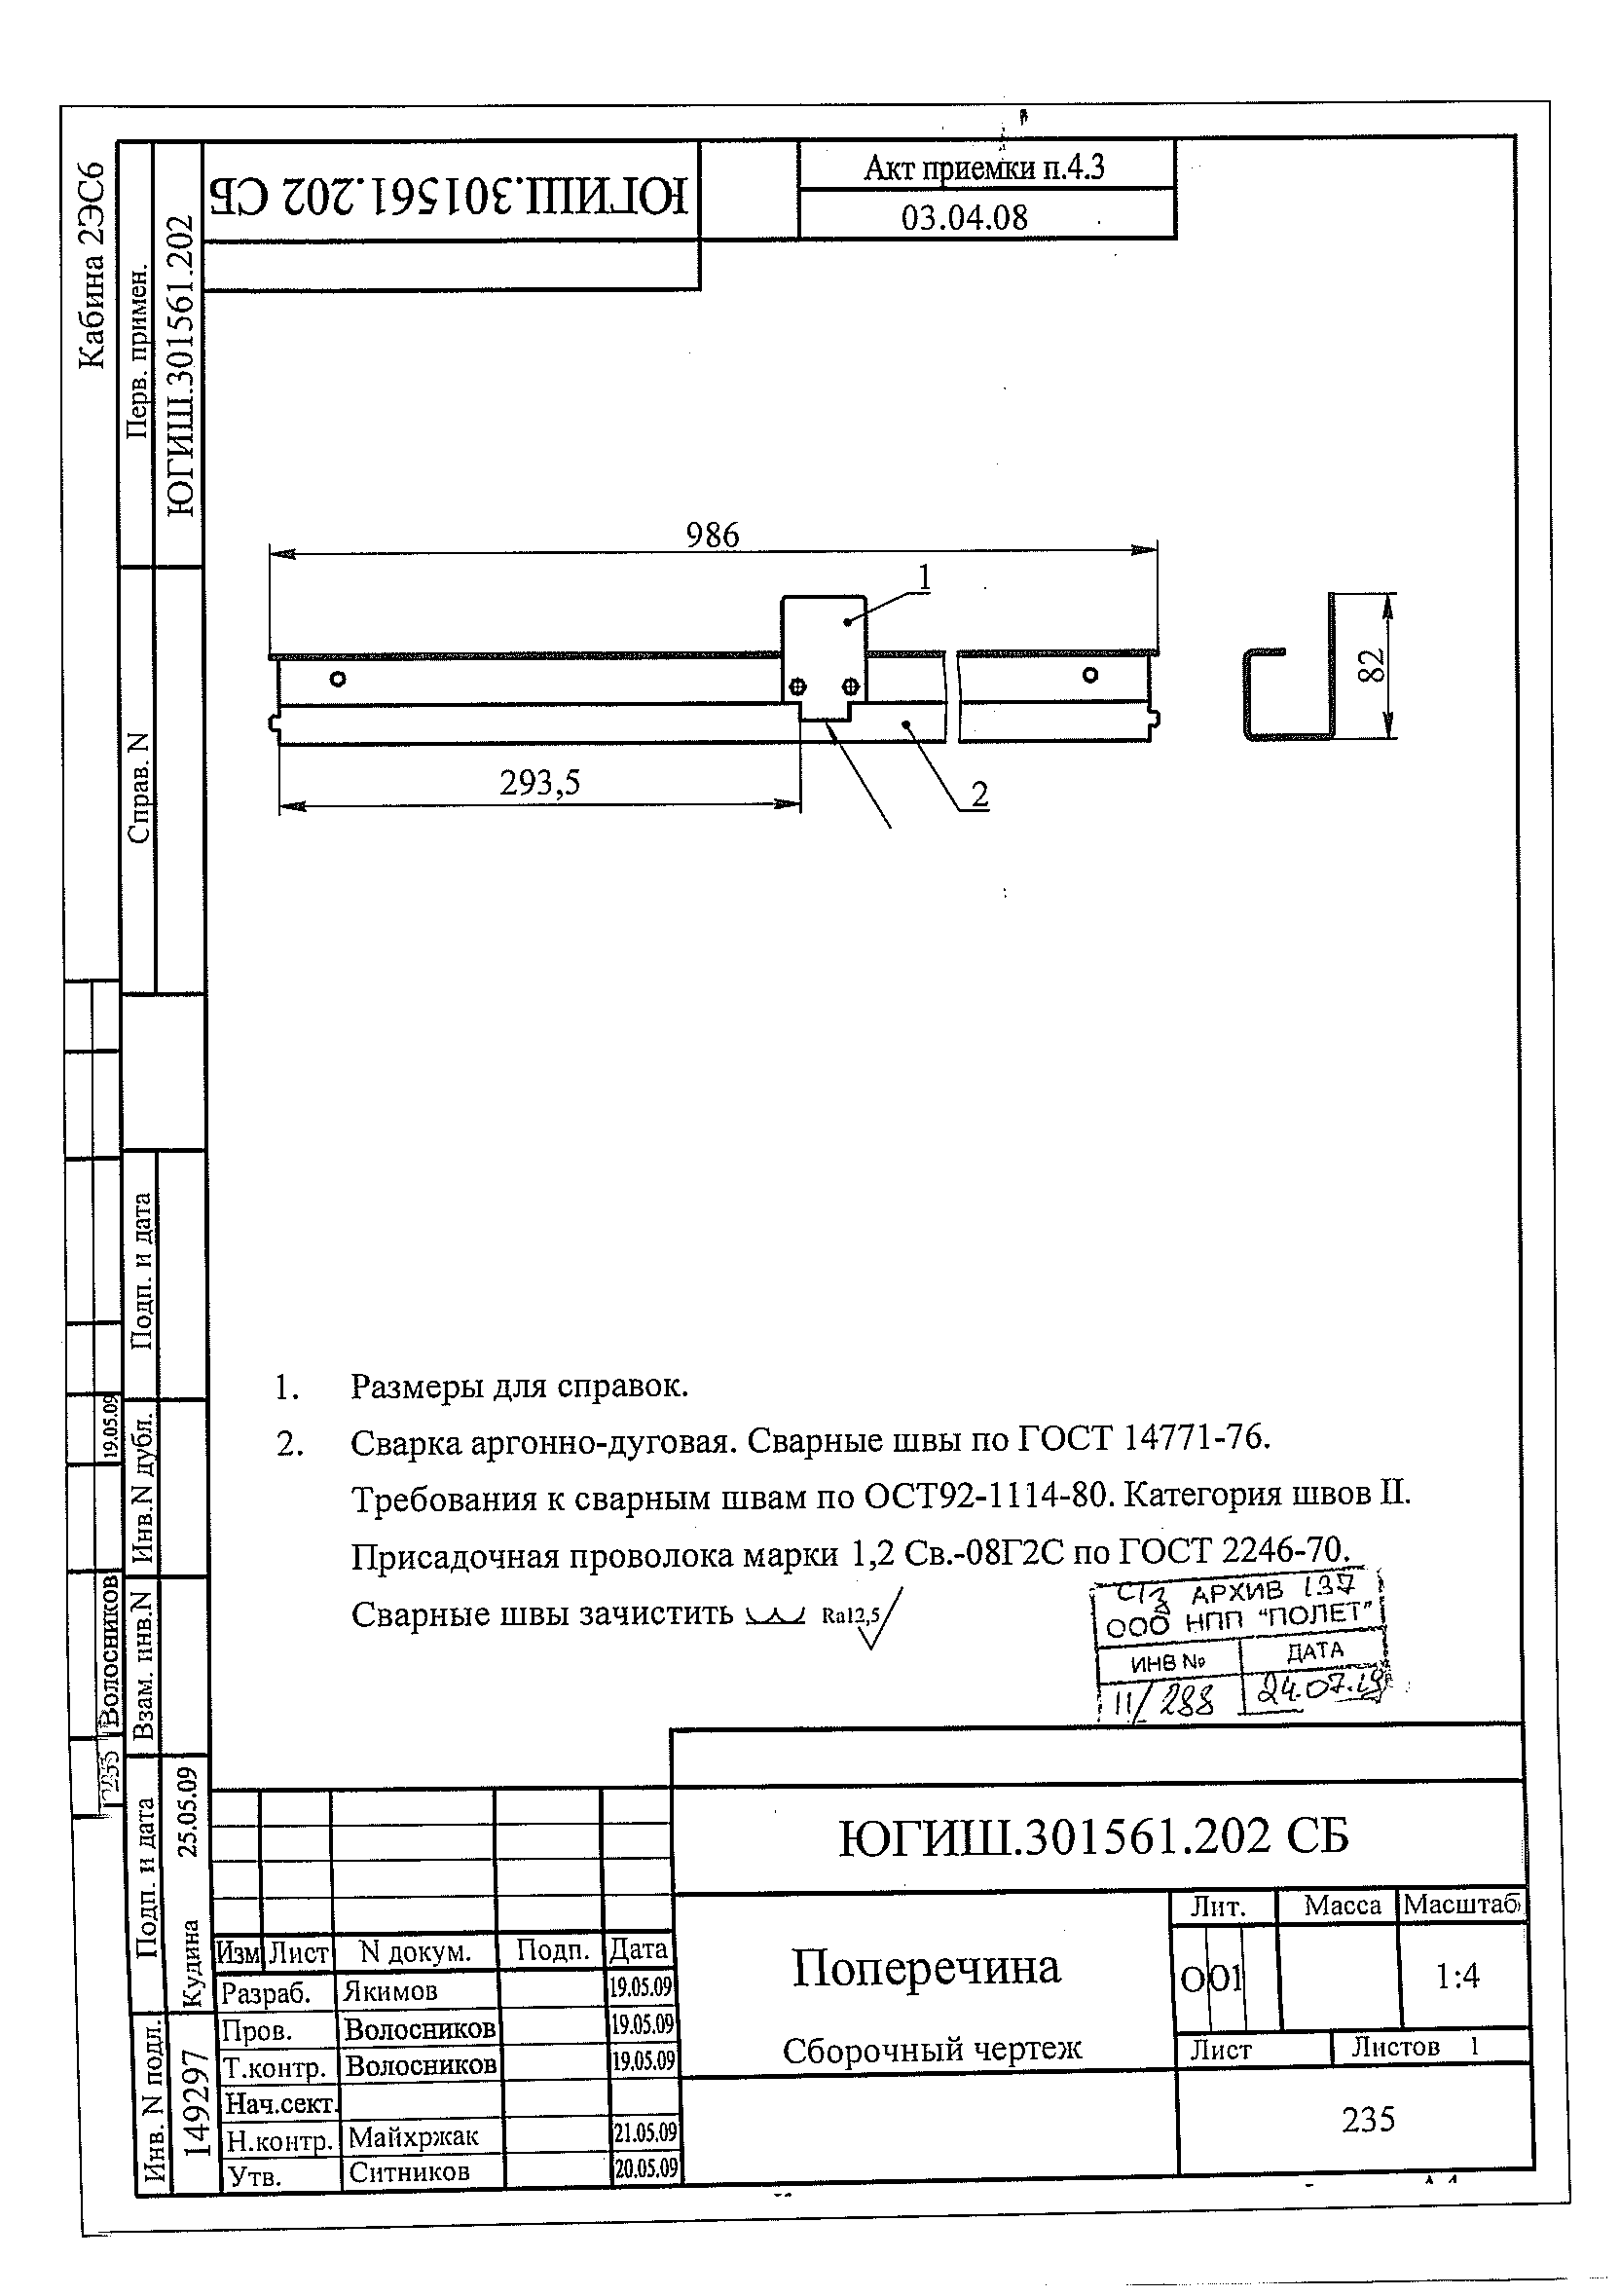 Кабина 2ЭС6
Перв. примен.
ЮГИШ.301561.202
Справ. N
ЮГИШ.301561.202 СБ
Акт приемки п.4.3
03.04.08
986
1
82
293,5
2
1. Размеры для справок.
2. Сварка аргонно-дуговая. Сварные швы по ГОСТ 14771-76.
Требования к сварным швам по ОСТ92-1114-80. Категория швов II.
Присадочная проволока марки 1,2 Св.-08Г2С по ГОСТ 2246-70.
Сварные швы зачистить Ra12,5
АРХИВ 137
ООО НПП "ПОЛЕТ"
ИНВ № ДАТА
11/288 24.07.19
Подп. и дата
Инв.N дубл.
Взам. инв.N
Подп. и дата
Инв. N подл.
19.05.09
Волосников
235
25.05.09
Кудина
149297
ЮГИШ.301561.202 СБ
Изм Лист N докум. Подп. Дата
Разраб. Якимов 19.05.09
Пров. Волосников 19.05.09
Т.контр. Волосников 19.05.09
Нач.сект.
Н.контр. Майхржак 21.05.09
Утв. Ситников 20.05.09
Поперечина
Сборочный чертеж
Лит. Масса Масштаб
О О1 1:4
Лист Листов 1
235